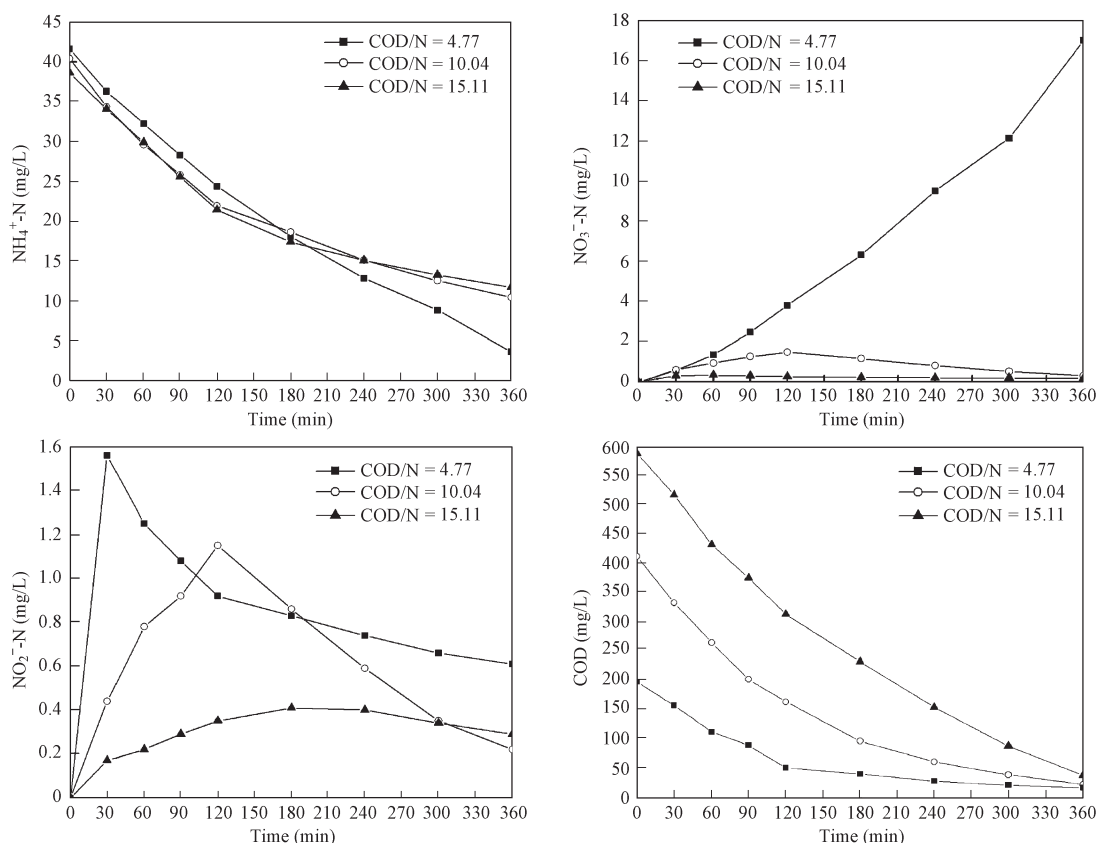 45
40
35
30
25
20
15
10
5
0
NH₄⁺-N (mg/L)
COD/N = 4.77
COD/N = 10.04
COD/N = 15.11
0 30 60 90 120 150 180 210 240 270 300 330 360
Time (min)
18
16
14
12
10
8
6
4
2
0
NO₃⁻-N (mg/L)
COD/N = 4.77
COD/N = 10.04
COD/N = 15.11
0 30 60 90 120 150 180 210 240 270 300 330 360
Time (min)
1.6
1.4
1.2
1.0
0.8
0.6
0.4
0.2
0
NO₂⁻-N (mg/L)
COD/N = 4.77
COD/N = 10.04
COD/N = 15.11
0 30 60 90 120 150 180 210 240 270 300 330 360
Time (min)
600
550
500
450
400
350
300
250
200
150
100
50
0
COD (mg/L)
COD/N = 4.77
COD/N = 10.04
COD/N = 15.11
0 30 60 90 120 150 180 210 240 270 300 330 360
Time (min)